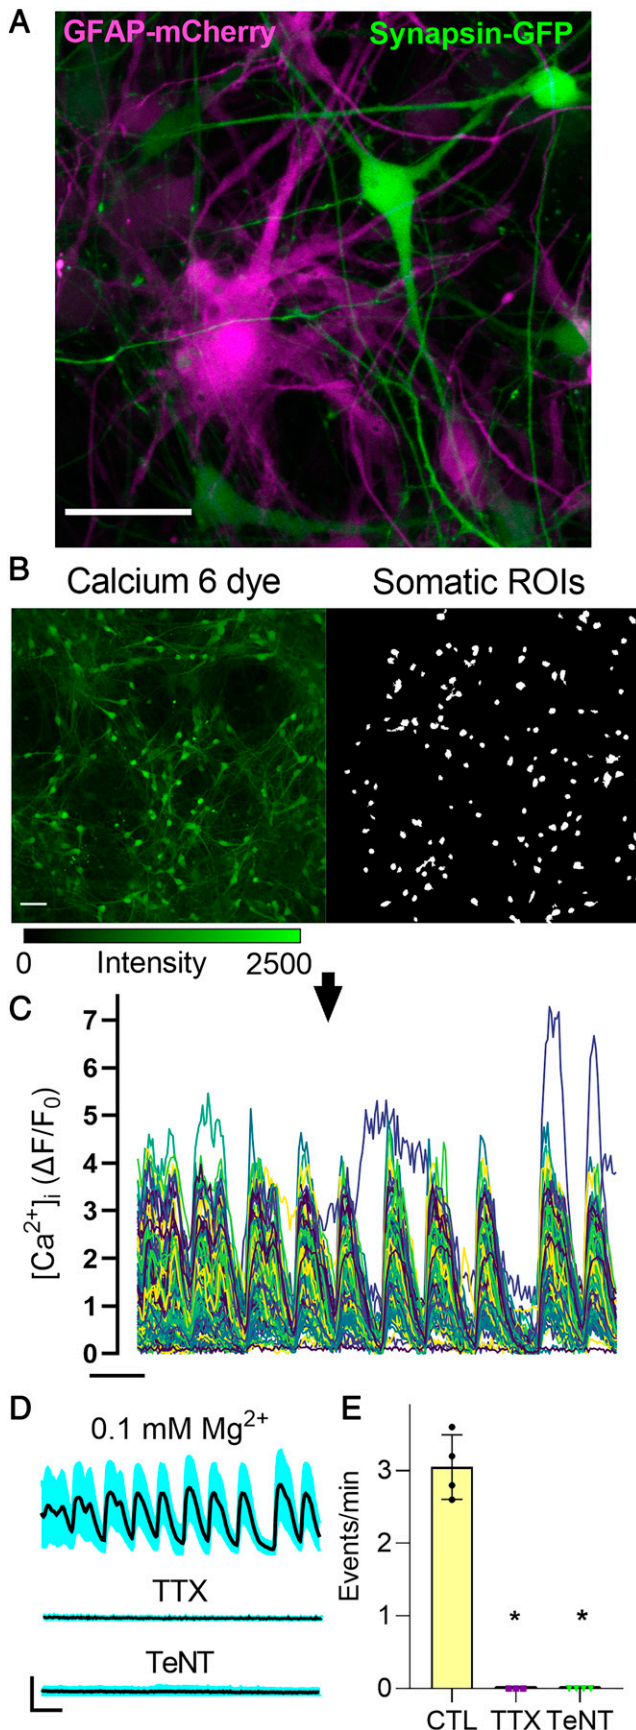 A
GFAP-mCherry Synapsin-GFP
B
Calcium 6 dye Somatic ROIs
0 Intensity 2500
C
7
6
5
4
3
2
1
0
[Ca²⁺]ᵢ (ΔF/F₀)
D
0.1 mM Mg²⁺
TTX
TeNT
E
Events/min
3
2
1
0
* *
CTL TTX TeNT